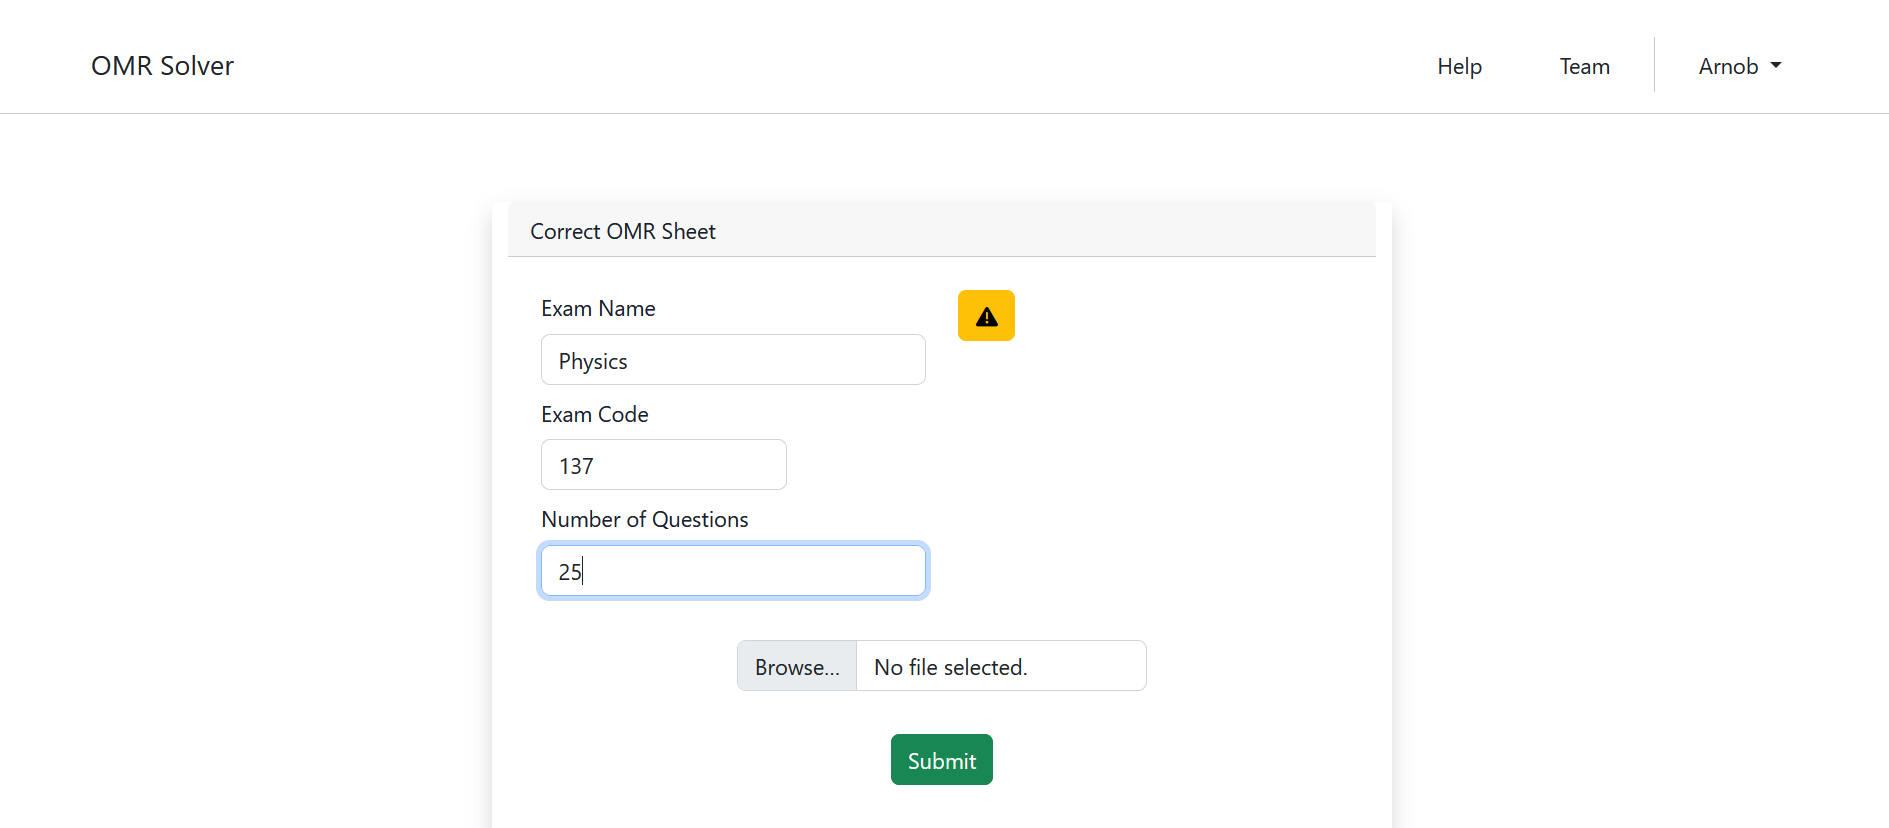 OMR Solver Help Team Arnob
Correct OMR Sheet
Exam Name
Physics
Exam Code
137
Number of Questions
25
Browse... No file selected.
Submit